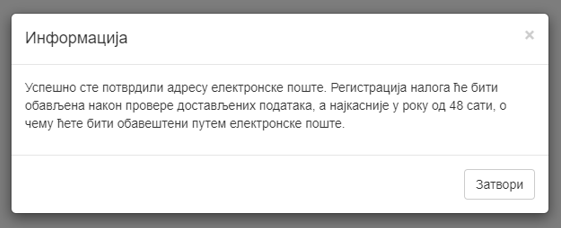 Информација
×
Успешно сте потврдили адресу електронске поште. Регистрација налога ће бити
обављена након провере достављених података, а најкасније у року од 48 сати, о
чему ћете бити обавештени путем електронске поште.
Затвори